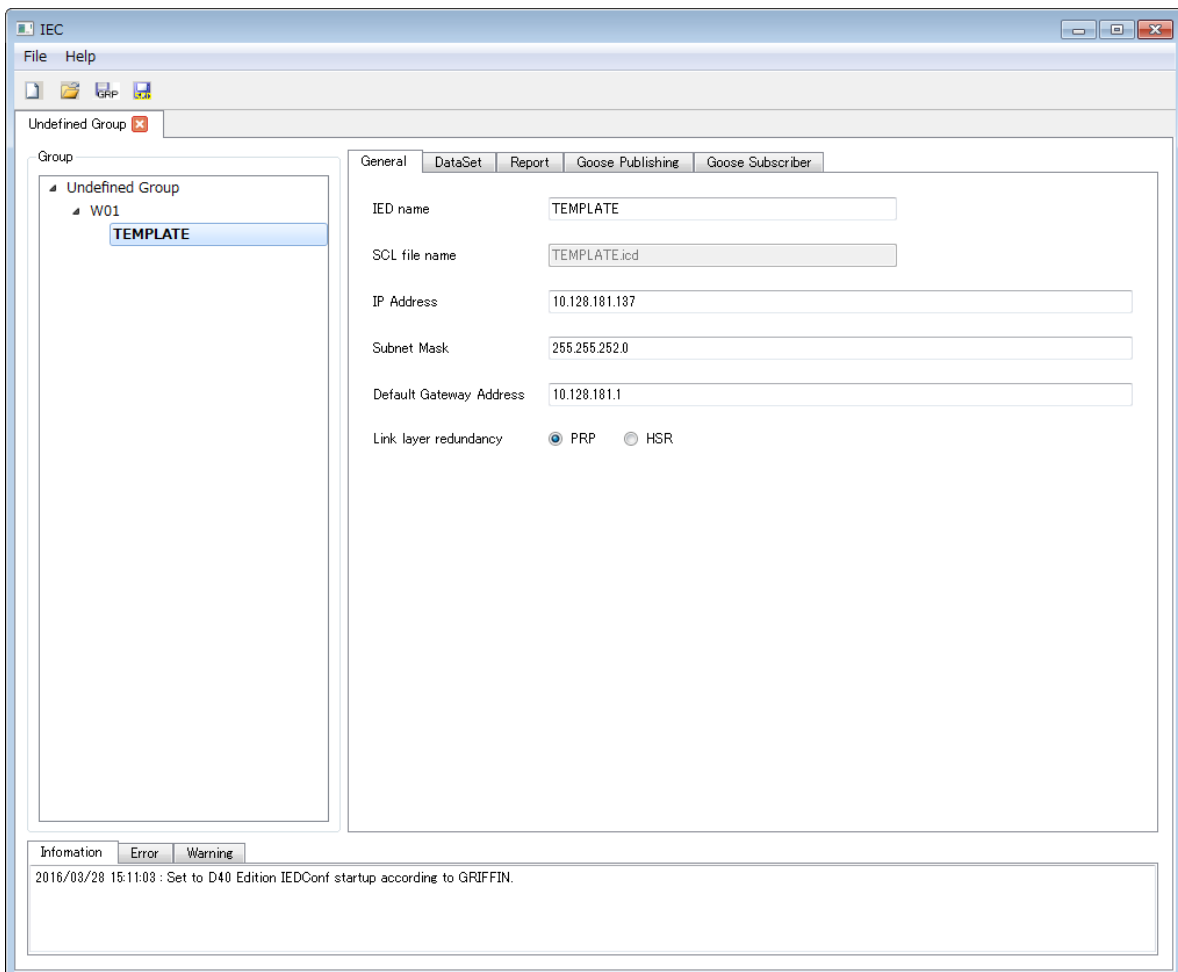 IEC
File Help
GRP
Undefined Group
Group
Undefined Group
W01
TEMPLATE
General DataSet Report Goose Publishing Goose Subscriber
IED name TEMPLATE
SCL file name TEMPLATE.icd
IP Address 10.128.181.137
Subnet Mask 255.255.252.0
Default Gateway Address 10.128.181.1
Link layer redundancy PRP HSR
Infomation Error Warning
2016/03/28 15:11:03 : Set to D40 Edition IEDConf startup according to GRIFFIN.